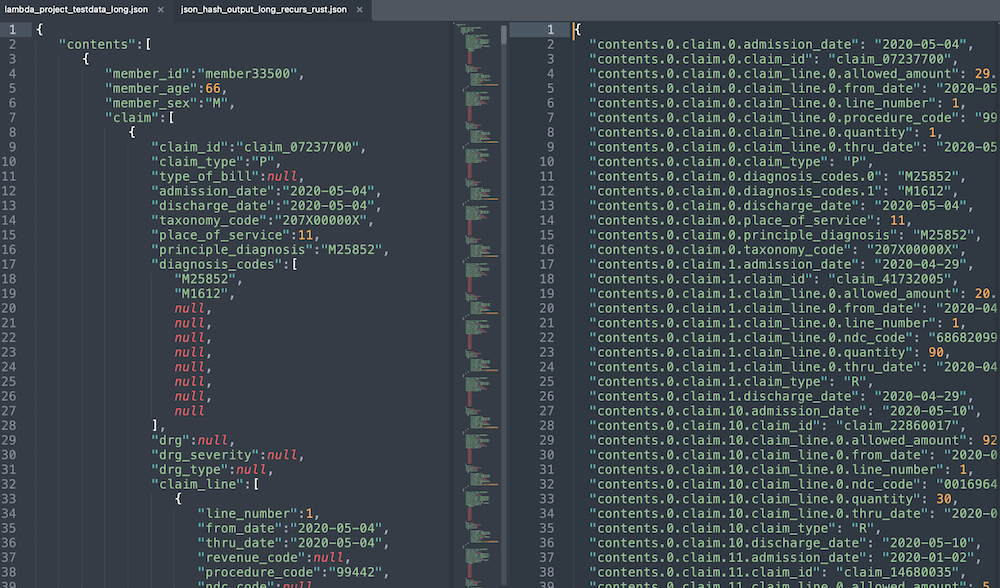 lambda_project_testdata_long.json ×
json_hash_output_long_recurs_rust.json ×
1 {
2 "contents":[
3 {
4 "member_id":"member33500",
5 "member_age":66,
6 "member_sex":"M",
7 "claim":[
8 {
9 "claim_id":"claim_07237700",
10 "claim_type":"P",
11 "type_of_bill":null,
12 "admission_date":"2020-05-04",
13 "discharge_date":"2020-05-04",
14 "taxonomy_code":"207X00000X",
15 "place_of_service":11,
16 "principle_diagnosis":"M25852",
17 "diagnosis_codes":[
18 "M25852",
19 "M1612",
20 null,
21 null,
22 null,
23 null,
24 null,
25 null,
26 null,
27 null
28 ],
29 "drg":null,
30 "drg_severity":null,
31 "drg_type":null,
32 "claim_line":[
33 {
34 "line_number":1,
35 "from_date":"2020-05-04",
36 "thru_date":"2020-05-04",
37 "revenue_code":null,
38 "procedure_code":"99442",
39 "ndc_code":null
1 {
2 "contents.0.claim.0.admission_date": "2020-05-04",
3 "contents.0.claim.0.claim_id": "claim_07237700",
4 "contents.0.claim.0.claim_line.0.allowed_amount": 29.
5 "contents.0.claim.0.claim_line.0.from_date": "2020-05
6 "contents.0.claim.0.claim_line.0.line_number": 1,
7 "contents.0.claim.0.claim_line.0.procedure_code": "99
8 "contents.0.claim.0.claim_line.0.quantity": 1,
9 "contents.0.claim.0.claim_line.0.thru_date": "2020-05
10 "contents.0.claim.0.claim_type": "P",
11 "contents.0.claim.0.diagnosis_codes.0": "M25852",
12 "contents.0.claim.0.diagnosis_codes.1": "M1612",
13 "contents.0.claim.0.discharge_date": "2020-05-04",
14 "contents.0.claim.0.place_of_service": 11,
15 "contents.0.claim.0.principle_diagnosis": "M25852",
16 "contents.0.claim.0.taxonomy_code": "207X00000X",
17 "contents.0.claim.1.admission_date": "2020-04-29",
18 "contents.0.claim.1.claim_id": "claim_41732005",
19 "contents.0.claim.1.claim_line.0.allowed_amount": 20.
20 "contents.0.claim.1.claim_line.0.from_date": "2020-04
21 "contents.0.claim.1.claim_line.0.line_number": 1,
22 "contents.0.claim.1.claim_line.0.ndc_code": "68682099
23 "contents.0.claim.1.claim_line.0.quantity": 90,
24 "contents.0.claim.1.claim_line.0.thru_date": "2020-04
25 "contents.0.claim.1.claim_type": "R",
26 "contents.0.claim.1.discharge_date": "2020-04-29",
27 "contents.0.claim.10.admission_date": "2020-05-10",
28 "contents.0.claim.10.claim_id": "claim_22860017",
29 "contents.0.claim.10.claim_line.0.allowed_amount": 92
30 "contents.0.claim.10.claim_line.0.from_date": "2020-0
31 "contents.0.claim.10.claim_line.0.line_number": 1,
32 "contents.0.claim.10.claim_line.0.ndc_code": "0016964
33 "contents.0.claim.10.claim_line.0.quantity": 30,
34 "contents.0.claim.10.claim_line.0.thru_date": "2020-0
35 "contents.0.claim.10.claim_type": "R",
36 "contents.0.claim.10.discharge_date": "2020-05-10",
37 "contents.0.claim.11.admission_date": "2020-01-02",
38 "contents.0.claim.11.claim_id": "claim_14680035",
39 "contents.0.claim.11.claim_line.0.allowed_amount": 5